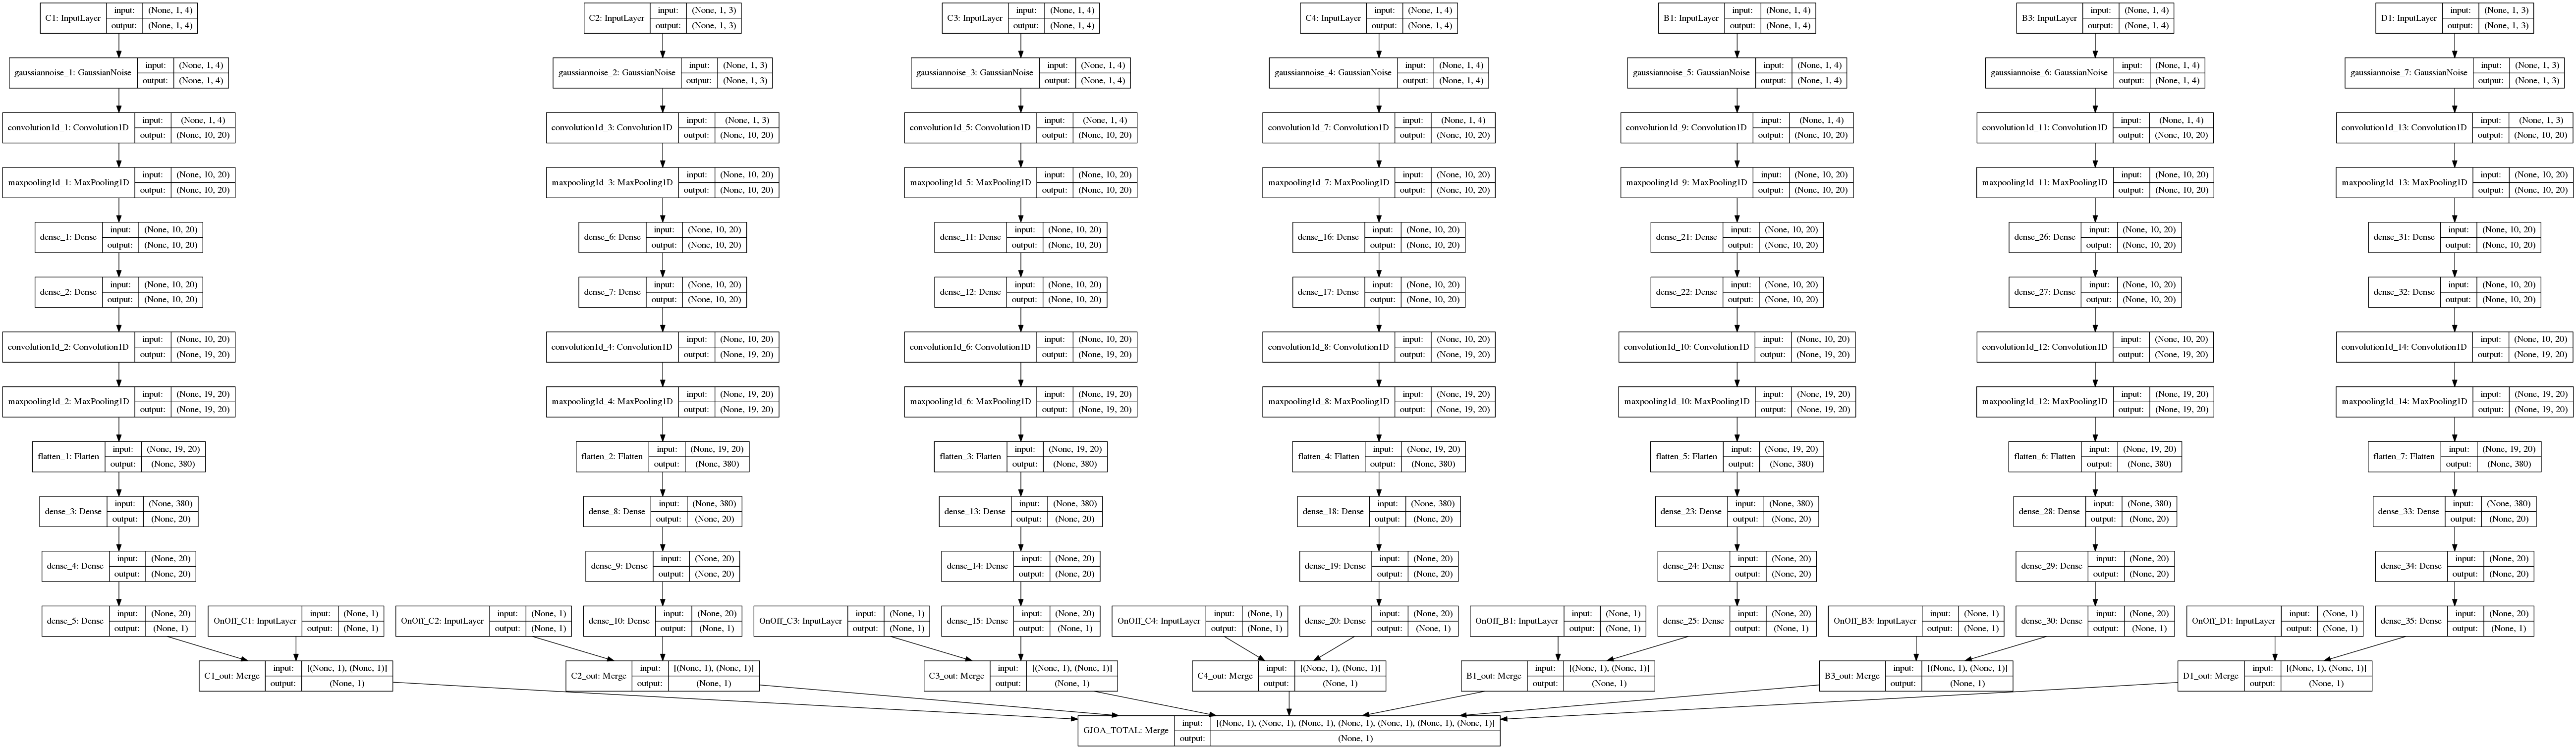 input: (None, 1, 4) input: (None, 1, 3) input: (None, 1, 4) input: (None, 1, 4) input: (None, 1, 4) input: (None, 1, 4) input: (None, 1, 3)
C1: InputLayer C2: InputLayer C3: InputLayer C4: InputLayer B1: InputLayer B3: InputLayer D1: InputLayer
output: (None, 1, 4) output: (None, 1, 3) output: (None, 1, 4) output: (None, 1, 4) output: (None, 1, 4) output: (None, 1, 4) output: (None, 1, 3)
input: (None, 1, 4) input: (None, 1, 3) input: (None, 1, 4) input: (None, 1, 4) input: (None, 1, 4) input: (None, 1, 4) input: (None, 1, 3)
gaussiannoise_1: GaussianNoise gaussiannoise_2: GaussianNoise gaussiannoise_3: GaussianNoise gaussiannoise_4: GaussianNoise gaussiannoise_5: GaussianNoise gaussiannoise_6: GaussianNoise gaussiannoise_7: GaussianNoise
output: (None, 1, 4) output: (None, 1, 3) output: (None, 1, 4) output: (None, 1, 4) output: (None, 1, 4) output: (None, 1, 4) output: (None, 1, 3)
input: (None, 1, 4) input: (None, 1, 3) input: (None, 1, 4) input: (None, 1, 4) input: (None, 1, 4) input: (None, 1, 4) input: (None, 1, 3)
convolution1d_1: Convolution1D convolution1d_3: Convolution1D convolution1d_5: Convolution1D convolution1d_7: Convolution1D convolution1d_9: Convolution1D convolution1d_11: Convolution1D convolution1d_13: Convolution1D
output: (None, 10, 20) output: (None, 10, 20) output: (None, 10, 20) output: (None, 10, 20) output: (None, 10, 20) output: (None, 10, 20) output: (None, 10, 20)
input: (None, 10, 20) input: (None, 10, 20) input: (None, 10, 20) input: (None, 10, 20) input: (None, 10, 20) input: (None, 10, 20) input: (None, 10, 20)
maxpooling1d_1: MaxPooling1D maxpooling1d_3: MaxPooling1D maxpooling1d_5: MaxPooling1D maxpooling1d_7: MaxPooling1D maxpooling1d_9: MaxPooling1D maxpooling1d_11: MaxPooling1D maxpooling1d_13: MaxPooling1D
output: (None, 10, 20) output: (None, 10, 20) output: (None, 10, 20) output: (None, 10, 20) output: (None, 10, 20) output: (None, 10, 20) output: (None, 10, 20)
input: (None, 10, 20) input: (None, 10, 20) input: (None, 10, 20) input: (None, 10, 20) input: (None, 10, 20) input: (None, 10, 20) input: (None, 10, 20)
dense_1: Dense dense_6: Dense dense_11: Dense dense_16: Dense dense_21: Dense dense_26: Dense dense_31: Dense
output: (None, 10, 20) output: (None, 10, 20) output: (None, 10, 20) output: (None, 10, 20) output: (None, 10, 20) output: (None, 10, 20) output: (None, 10, 20)
input: (None, 10, 20) input: (None, 10, 20) input: (None, 10, 20) input: (None, 10, 20) input: (None, 10, 20) input: (None, 10, 20) input: (None, 10, 20)
dense_2: Dense dense_7: Dense dense_12: Dense dense_17: Dense dense_22: Dense dense_27: Dense dense_32: Dense
output: (None, 10, 20) output: (None, 10, 20) output: (None, 10, 20) output: (None, 10, 20) output: (None, 10, 20) output: (None, 10, 20) output: (None, 10, 20)
input: (None, 10, 20) input: (None, 10, 20) input: (None, 10, 20) input: (None, 10, 20) input: (None, 10, 20) input: (None, 10, 20) input: (None, 10, 20)
convolution1d_2: Convolution1D convolution1d_4: Convolution1D convolution1d_6: Convolution1D convolution1d_8: Convolution1D convolution1d_10: Convolution1D convolution1d_12: Convolution1D convolution1d_14: Convolution1D
output: (None, 19, 20) output: (None, 19, 20) output: (None, 19, 20) output: (None, 19, 20) output: (None, 19, 20) output: (None, 19, 20) output: (None, 19, 20)
input: (None, 19, 20) input: (None, 19, 20) input: (None, 19, 20) input: (None, 19, 20) input: (None, 19, 20) input: (None, 19, 20) input: (None, 19, 20)
maxpooling1d_2: MaxPooling1D maxpooling1d_4: MaxPooling1D maxpooling1d_6: MaxPooling1D maxpooling1d_8: MaxPooling1D maxpooling1d_10: MaxPooling1D maxpooling1d_12: MaxPooling1D maxpooling1d_14: MaxPooling1D
output: (None, 19, 20) output: (None, 19, 20) output: (None, 19, 20) output: (None, 19, 20) output: (None, 19, 20) output: (None, 19, 20) output: (None, 19, 20)
input: (None, 19, 20) input: (None, 19, 20) input: (None, 19, 20) input: (None, 19, 20) input: (None, 19, 20) input: (None, 19, 20) input: (None, 19, 20)
flatten_1: Flatten flatten_2: Flatten flatten_3: Flatten flatten_4: Flatten flatten_5: Flatten flatten_6: Flatten flatten_7: Flatten
output: (None, 380) output: (None, 380) output: (None, 380) output: (None, 380) output: (None, 380) output: (None, 380) output: (None, 380)
input: (None, 380) input: (None, 380) input: (None, 380) input: (None, 380) input: (None, 380) input: (None, 380) input: (None, 380)
dense_3: Dense dense_8: Dense dense_13: Dense dense_18: Dense dense_23: Dense dense_28: Dense dense_33: Dense
output: (None, 20) output: (None, 20) output: (None, 20) output: (None, 20) output: (None, 20) output: (None, 20) output: (None, 20)
input: (None, 20) input: (None, 20) input: (None, 20) input: (None, 20) input: (None, 20) input: (None, 20) input: (None, 20)
dense_4: Dense dense_9: Dense dense_14: Dense dense_19: Dense dense_24: Dense dense_29: Dense dense_34: Dense
output: (None, 20) output: (None, 20) output: (None, 20) output: (None, 20) output: (None, 20) output: (None, 20) output: (None, 20)
input: (None, 20) input: (None, 1) input: (None, 1) input: (None, 20) input: (None, 1) input: (None, 20) input: (None, 1) input: (None, 20) input: (None, 1) input: (None, 20) input: (None, 1) input: (None, 20) input: (None, 1) input: (None, 20)
dense_5: Dense OnOff_C1: InputLayer OnOff_C2: InputLayer dense_10: Dense OnOff_C3: InputLayer dense_15: Dense OnOff_C4: InputLayer dense_20: Dense OnOff_B1: InputLayer dense_25: Dense OnOff_B3: InputLayer dense_30: Dense OnOff_D1: InputLayer dense_35: Dense
output: (None, 1) output: (None, 1) output: (None, 1) output: (None, 1) output: (None, 1) output: (None, 1) output: (None, 1) output: (None, 1) output: (None, 1) output: (None, 1) output: (None, 1) output: (None, 1) output: (None, 1) output: (None, 1)
input: [(None, 1), (None, 1)] input: [(None, 1), (None, 1)] input: [(None, 1), (None, 1)] input: [(None, 1), (None, 1)] input: [(None, 1), (None, 1)] input: [(None, 1), (None, 1)] input: [(None, 1), (None, 1)]
C1_out: Merge C2_out: Merge C3_out: Merge C4_out: Merge B1_out: Merge B3_out: Merge D1_out: Merge
output: (None, 1) output: (None, 1) output: (None, 1) output: (None, 1) output: (None, 1) output: (None, 1) output: (None, 1)
input: [(None, 1), (None, 1), (None, 1), (None, 1), (None, 1), (None, 1), (None, 1)]
GJOA_TOTAL: Merge
output: (None, 1)